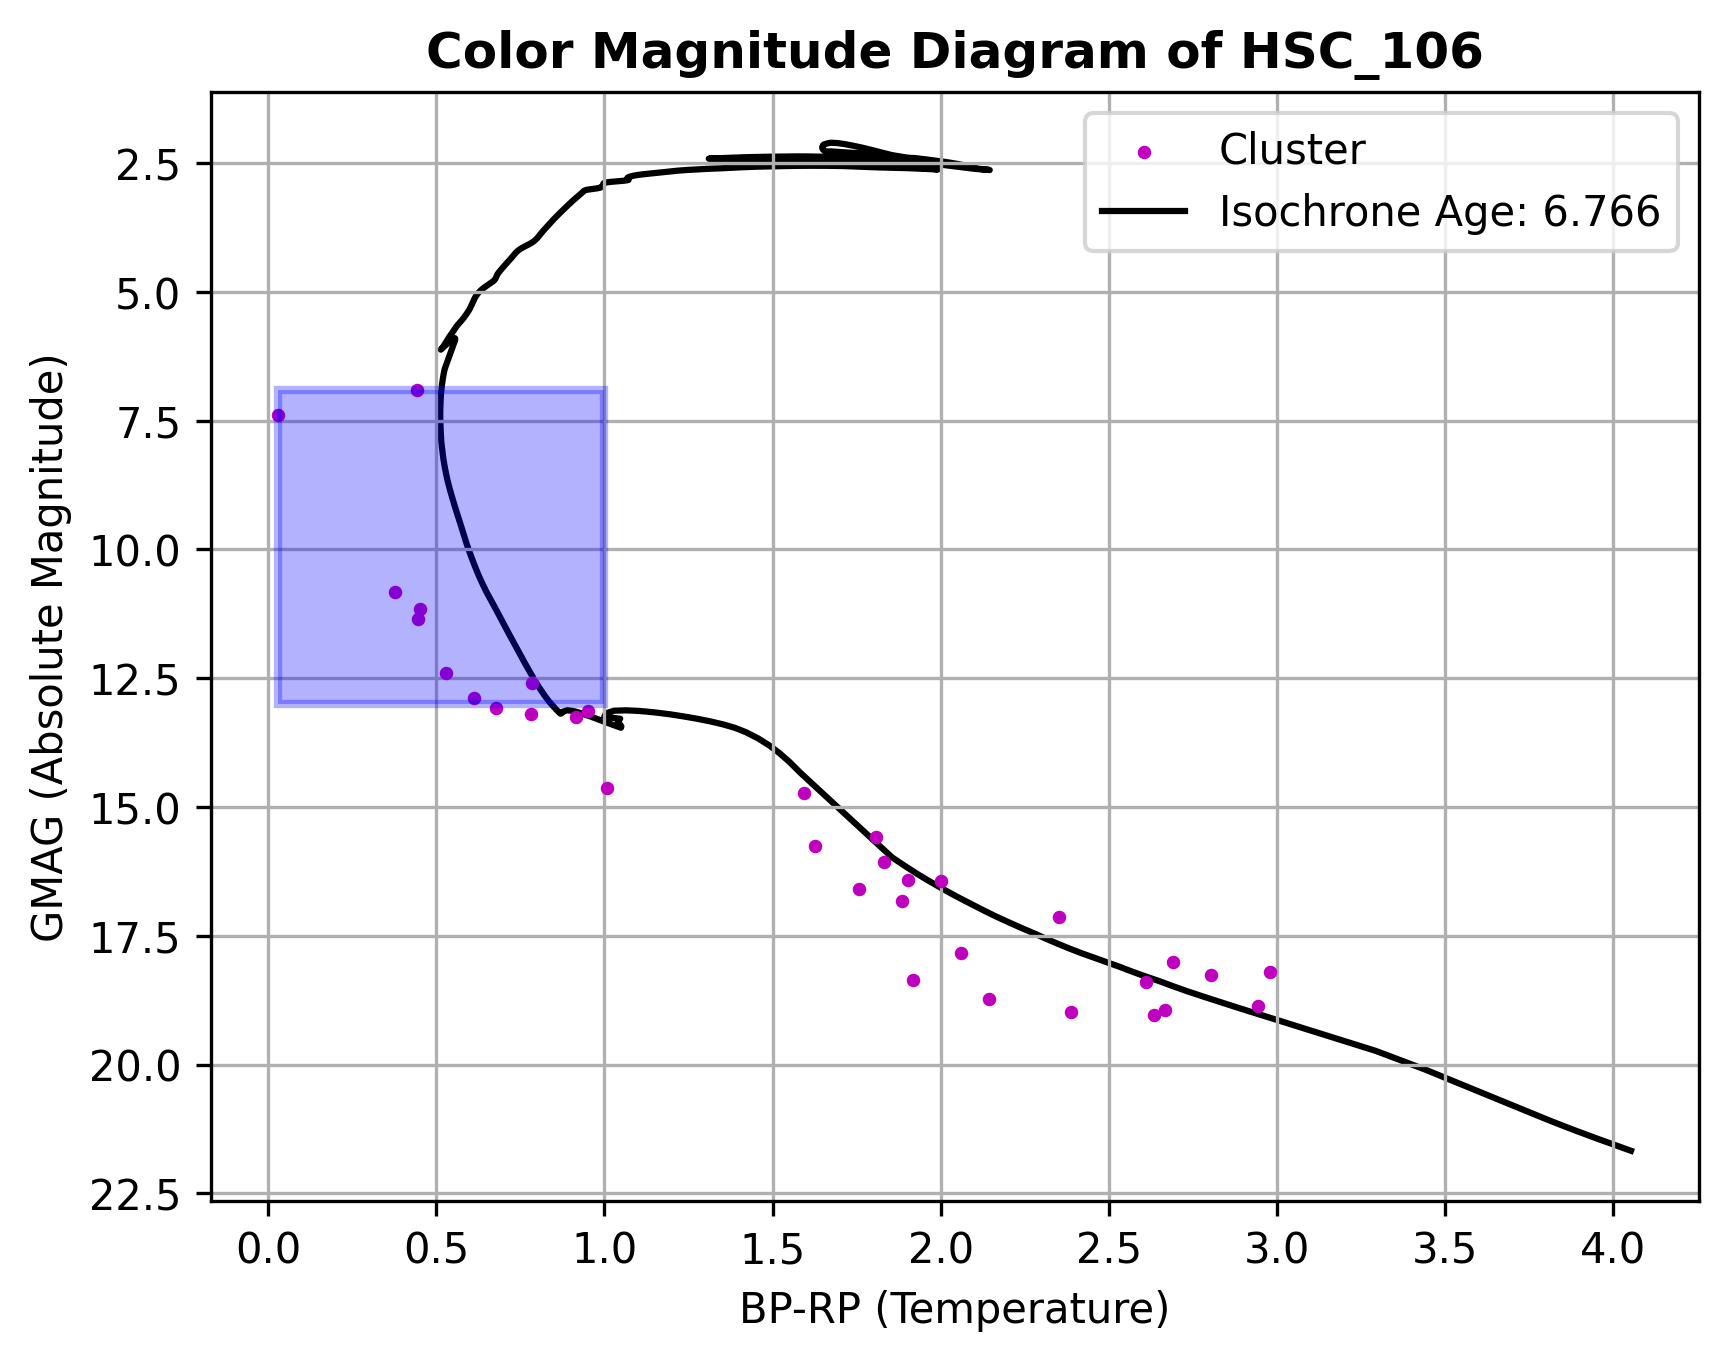 Color Magnitude Diagram of HSC_106
Cluster
Isochrone Age: 6.766
GMAG (Absolute Magnitude)
2.5
5.0
7.5
10.0
12.5
15.0
17.5
20.0
22.5
0.0 0.5 1.0 1.5 2.0 2.5 3.0 3.5 4.0
BP-RP (Temperature)